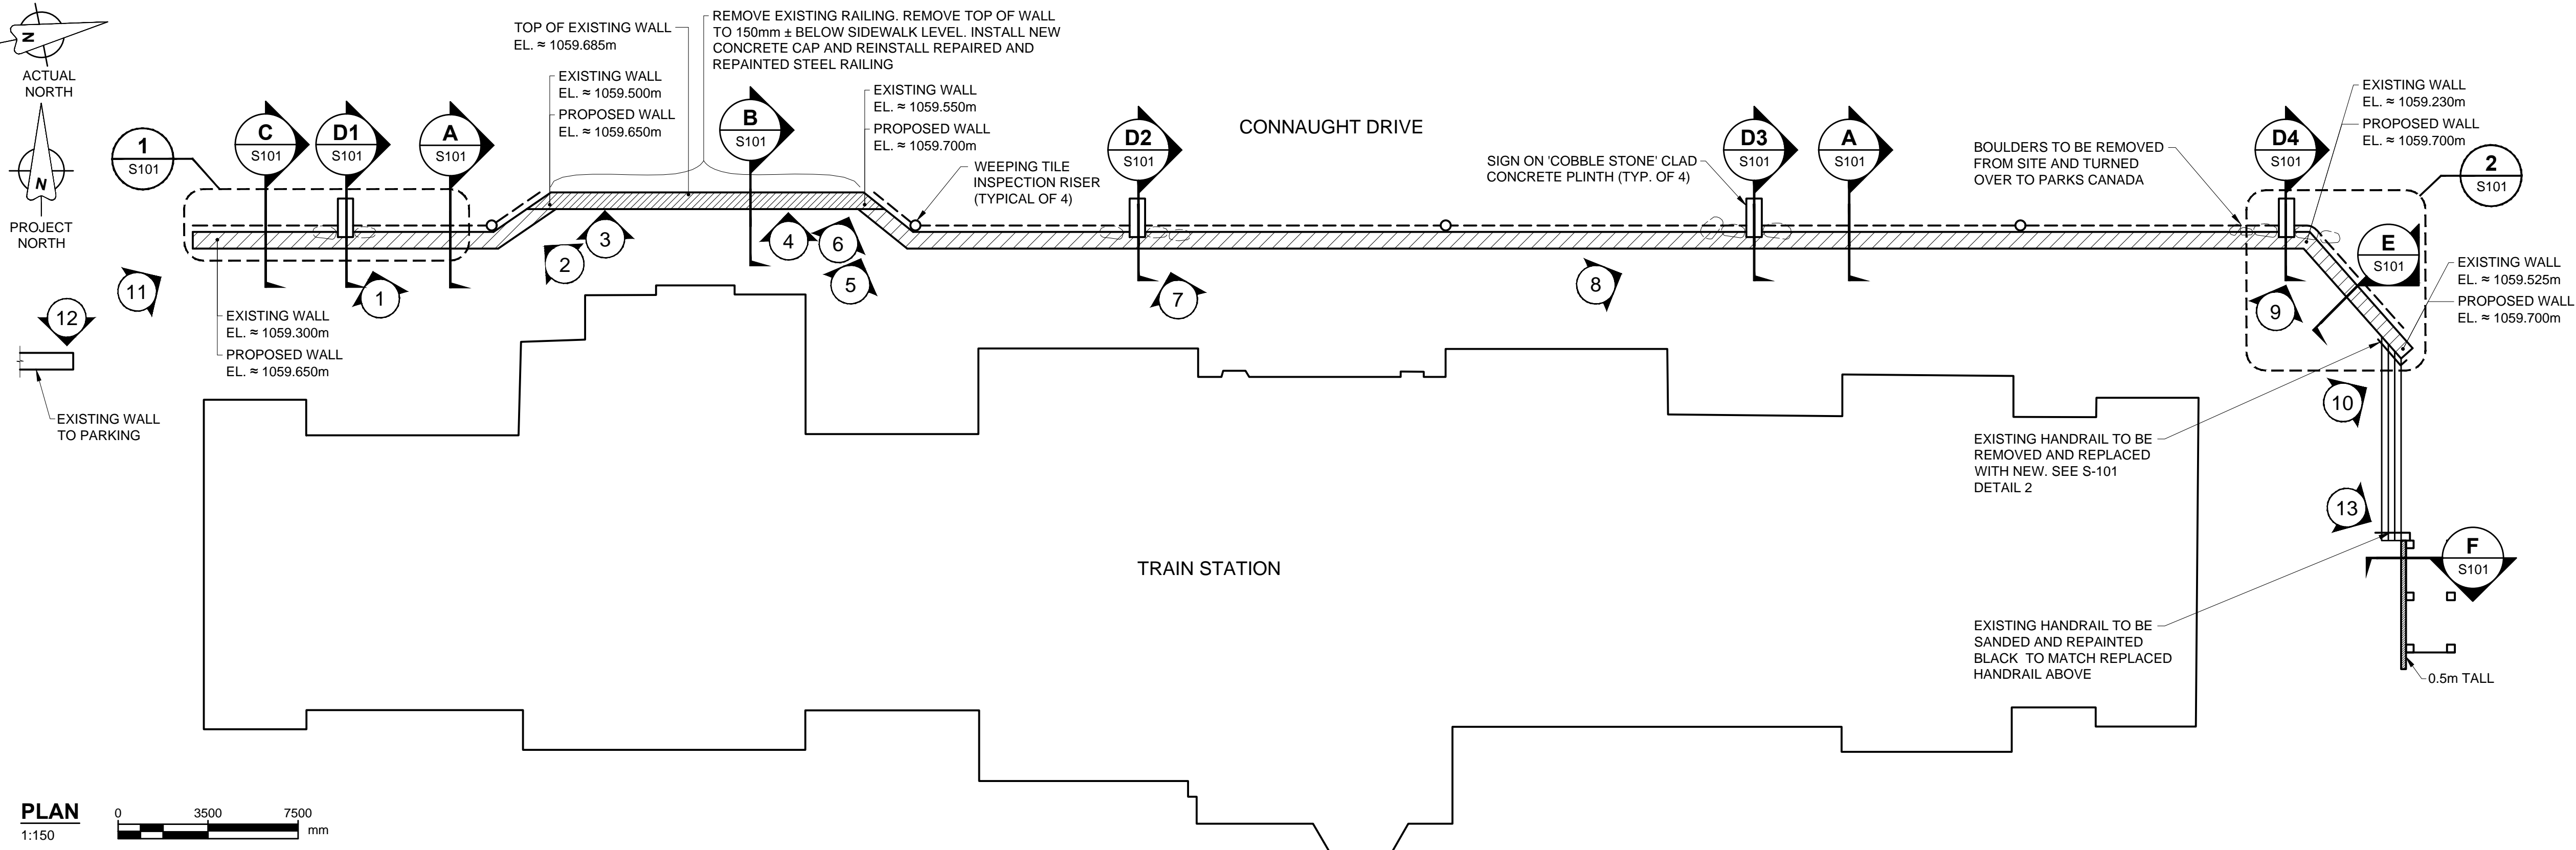 N
ACTUAL
NORTH
N
PROJECT
NORTH
1
S101
C
S101
D1
S101
A
S101
TOP OF EXISTING WALL
EL. ≈ 1059.685m
EXISTING WALL
EL. ≈ 1059.500m
PROPOSED WALL
EL. ≈ 1059.650m
REMOVE EXISTING RAILING. REMOVE TOP OF WALL
TO 150mm ± BELOW SIDEWALK LEVEL. INSTALL NEW
CONCRETE CAP AND REINSTALL REPAIRED AND
REPAINTED STEEL RAILING
B
S101
EXISTING WALL
EL. ≈ 1059.550m
PROPOSED WALL
EL. ≈ 1059.700m
WEEPING TILE
INSPECTION RISER
(TYPICAL OF 4)
D2
S101
CONNAUGHT DRIVE
SIGN ON 'COBBLE STONE' CLAD
CONCRETE PLINTH (TYP. OF 4)
D3
S101
A
S101
BOULDERS TO BE REMOVED
FROM SITE AND TURNED
OVER TO PARKS CANADA
D4
S101
EXISTING WALL
EL. ≈ 1059.230m
PROPOSED WALL
EL. ≈ 1059.700m
2
S101
E
S101
EXISTING WALL
EL. ≈ 1059.525m
PROPOSED WALL
EL. ≈ 1059.700m
11
12
1
2
3
4
6
5
7
8
9
10
13
EXISTING WALL
EL. ≈ 1059.300m
PROPOSED WALL
EL. ≈ 1059.650m
EXISTING WALL
TO PARKING
EXISTING HANDRAIL TO BE
REMOVED AND REPLACED
WITH NEW. SEE S-101
DETAIL 2
F
S101
TRAIN STATION
EXISTING HANDRAIL TO BE
SANDED AND REPAINTED
BLACK TO MATCH REPLACED
HANDRAIL ABOVE
0.5m TALL
PLAN
1:150
0 3500 7500
mm